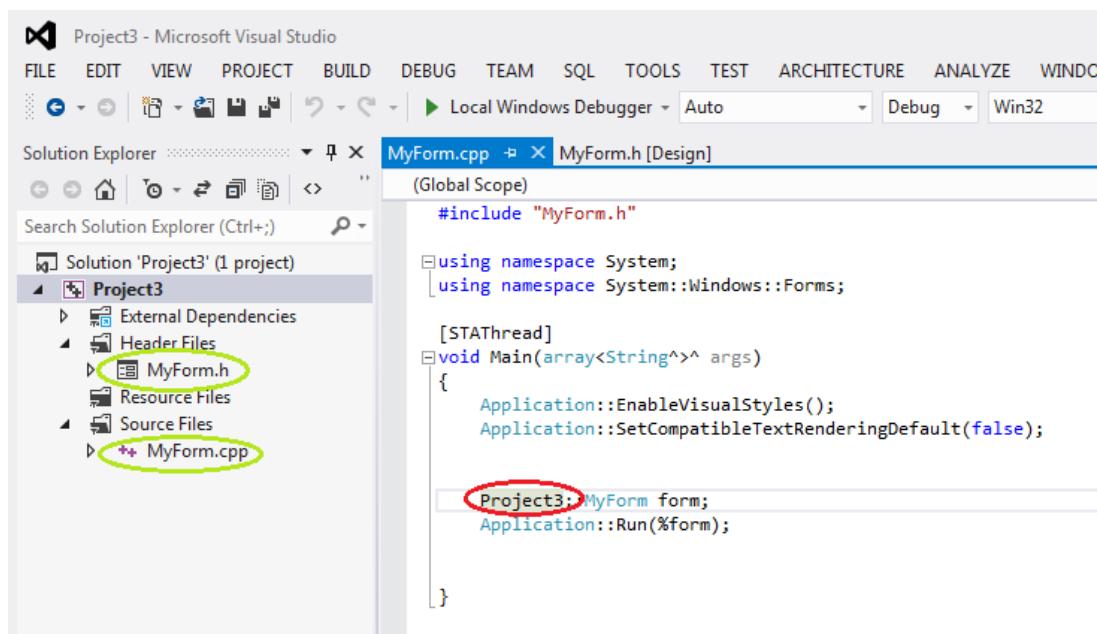 Project3 - Microsoft Visual Studio
FILE EDIT VIEW PROJECT BUILD DEBUG TEAM SQL TOOLS TEST ARCHITECTURE ANALYZE WINDO
Local Windows Debugger Auto Debug Win32
Solution Explorer
Search Solution Explorer (Ctrl+;)
Solution 'Project3' (1 project)
Project3
External Dependencies
Header Files
MyForm.h
Resource Files
Source Files
MyForm.cpp
MyForm.cpp MyForm.h [Design]
(Global Scope)
#include "MyForm.h"
using namespace System;
using namespace System::Windows::Forms;
[STAThread]
void Main(array<String^>^ args)
{
Application::EnableVisualStyles();
Application::SetCompatibleTextRenderingDefault(false);
Project3::MyForm form;
Application::Run(%form);
}